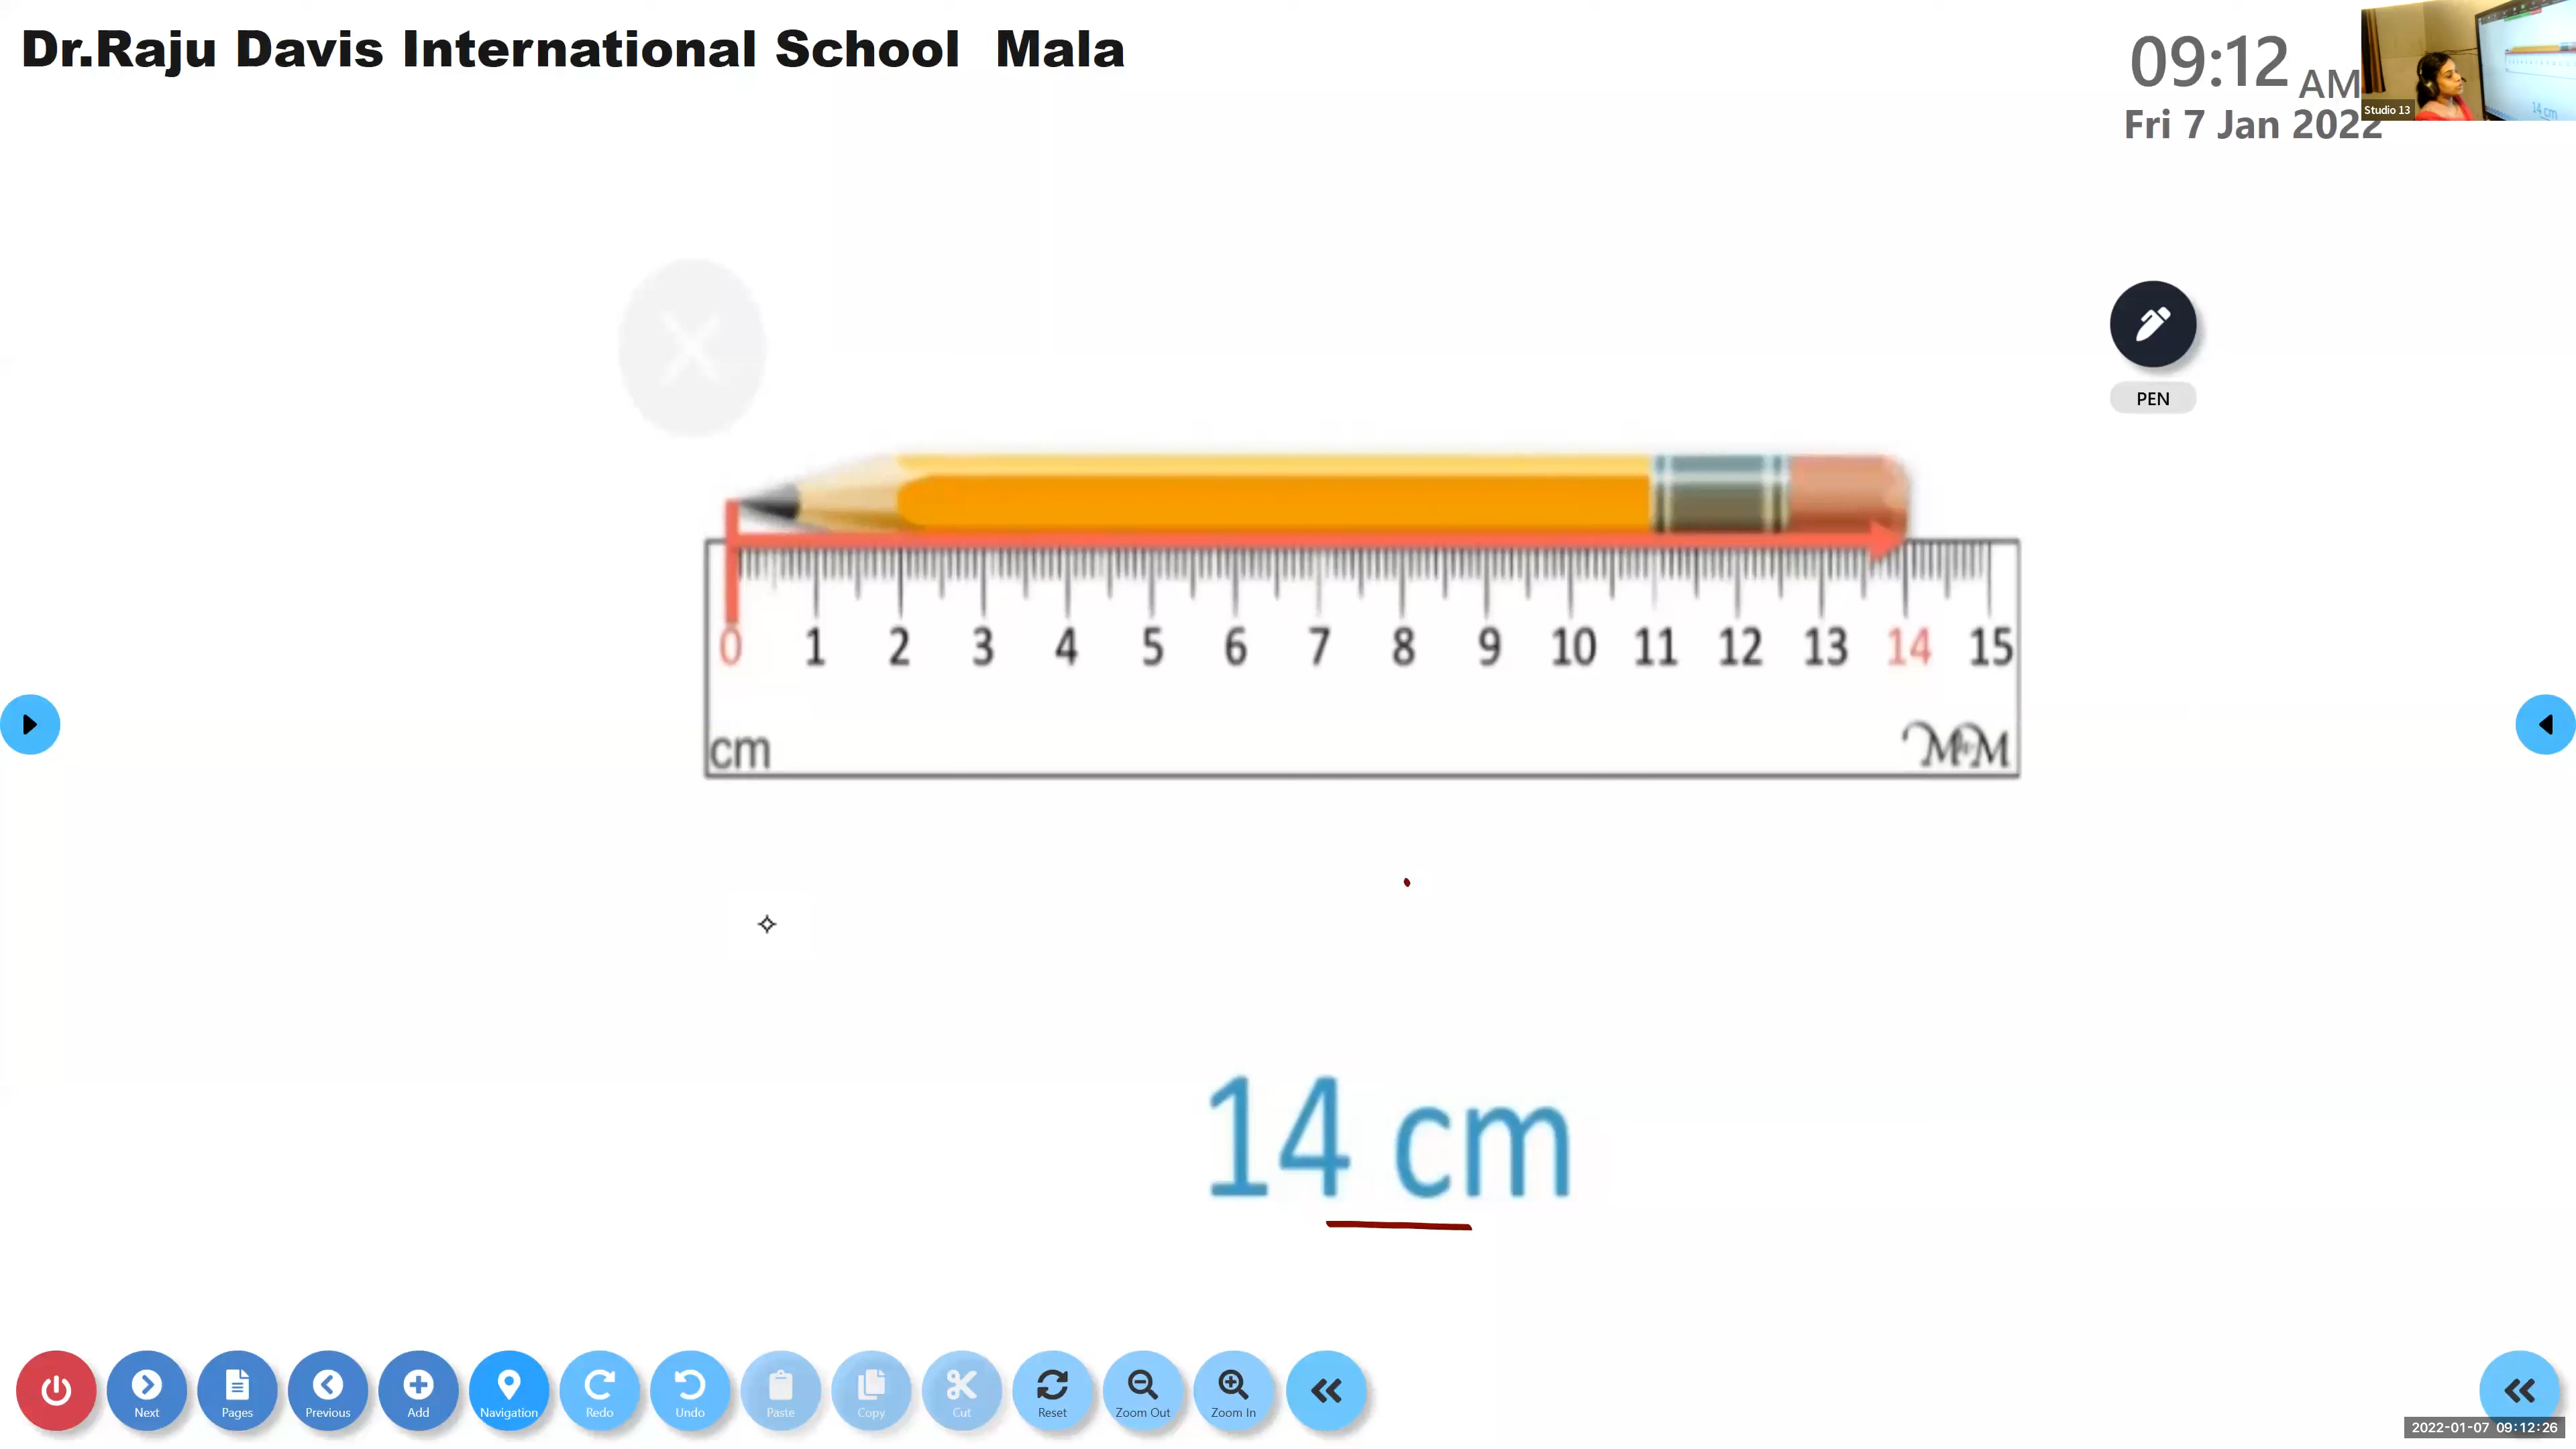 Dr.Raju Davis International School Mala
09:12 AM
Fri 7 Jan 2022
Studio 13
14 cm
PEN
0 1 2 3 4 5 6 7 8 9 10 11 12 13 14 15
cm
14 cm
Next Pages Previous Add Navigation Redo Undo Paste Copy Cut Reset Zoom Out Zoom In
2022-01-07 09:12:26